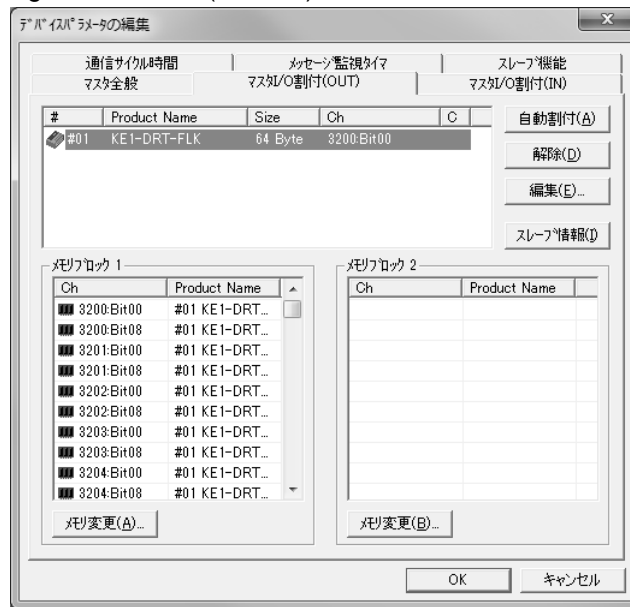 ﾃﾞﾊﾞｲｽﾊﾟﾗﾒｰﾀの編集
通信ｻｲｸﾙ時間 ﾒｯｾｰｼﾞ監視ﾀｲﾏ ｽﾚｰﾌﾞ機能
ﾏｽﾀ全般 ﾏｽﾀI/O割付(OUT) ﾏｽﾀI/O割付(IN)
# Product Name Size Ch C
#01 KE1-DRT-FLK 64 Byte 3200:Bit00
自動割付(A)
解除(D)
編集(E)...
ｽﾚｰﾌﾞ情報(I)
ﾒﾓﾘﾌﾞﾛｯｸ 1
Ch Product Name
3200:Bit00 #01 KE1-DRT...
3200:Bit08 #01 KE1-DRT...
3201:Bit00 #01 KE1-DRT...
3201:Bit08 #01 KE1-DRT...
3202:Bit00 #01 KE1-DRT...
3202:Bit08 #01 KE1-DRT...
3203:Bit00 #01 KE1-DRT...
3203:Bit08 #01 KE1-DRT...
3204:Bit00 #01 KE1-DRT...
3204:Bit08 #01 KE1-DRT...
ﾒﾓﾘ変更(A)...
ﾒﾓﾘﾌﾞﾛｯｸ 2
Ch Product Name
ﾒﾓﾘ変更(B)...
OK キャンセル